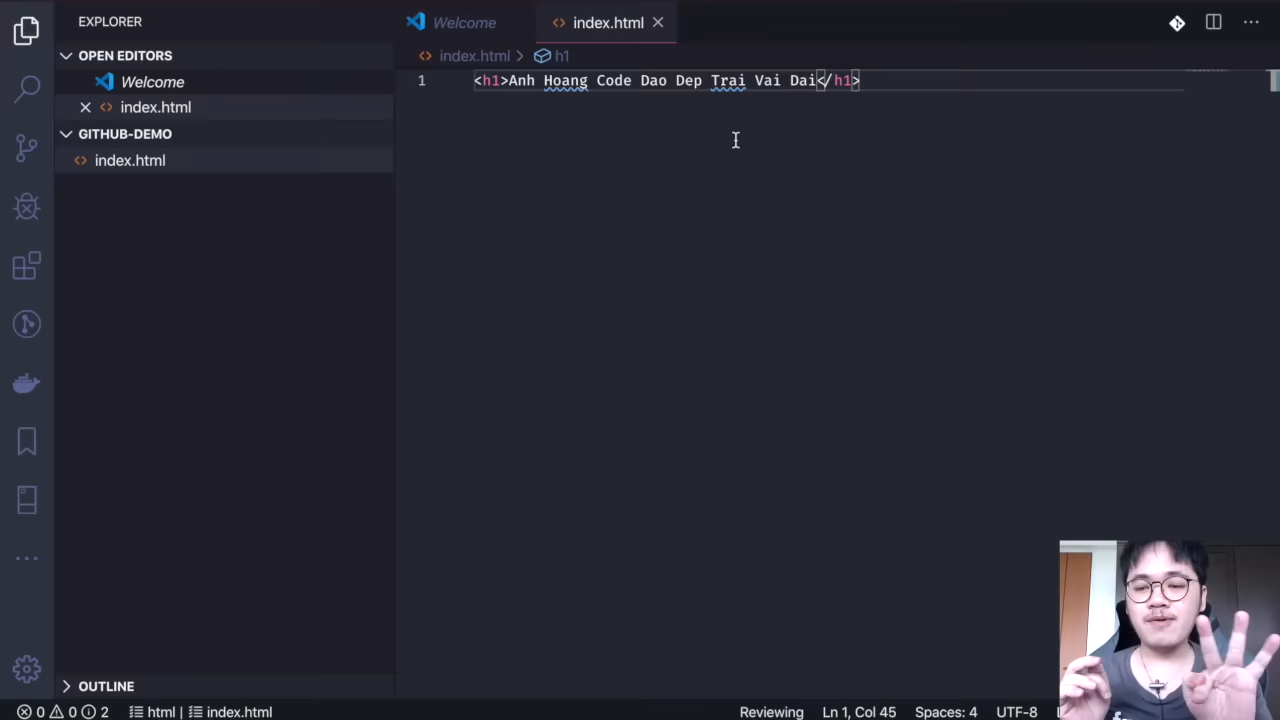 EXPLORER
OPEN EDITORS
Welcome
index.html
GITHUB-DEMO
index.html
OUTLINE
Welcome
index.html
index.html > h1
1 <h1>Anh Hoang Code Dao Dep Trai Vai Dai</h1>
0 0 2 html | index.html
Reviewing Ln 1, Col 45 Spaces: 4 UTF-8